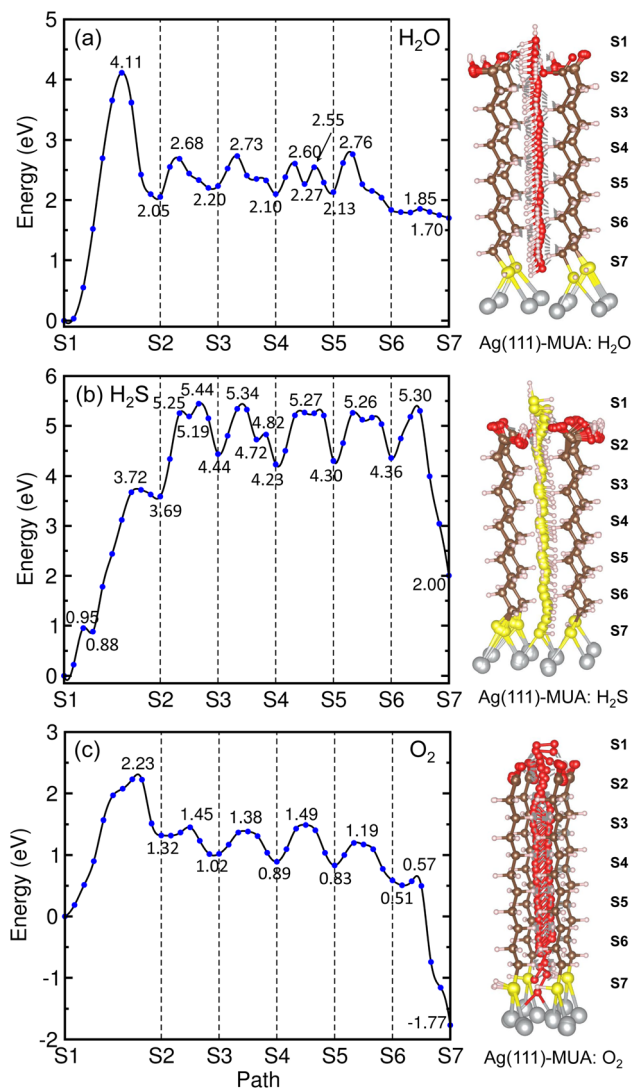 (a)
H₂O
Energy (eV)
5
4
3
2
1
0
4.11
2.05
2.68
2.20
2.73
2.10
2.60
2.27
2.55
2.13
2.76
1.85
1.70
S1 S2 S3 S4 S5 S6 S7
S1
S2
S3
S4
S5
S6
S7
Ag(111)-MUA: H₂O
(b) H₂S
Energy (eV)
6
5
4
3
2
1
0
0.95
0.88
3.72
3.69
5.25
5.19
5.44
4.44
5.34
4.72
4.82
4.23
5.27
4.30
5.26
4.36
5.30
2.00
S1 S2 S3 S4 S5 S6 S7
S1
S2
S3
S4
S5
S6
S7
Ag(111)-MUA: H₂S
(c)
O₂
Energy (eV)
3
2
1
0
-1
-2
2.23
1.32
1.45
1.02
1.38
0.89
1.49
0.83
1.19
0.51
0.57
-1.77
S1 S2 S3 S4 S5 S6 S7
Path
S1
S2
S3
S4
S5
S6
S7
Ag(111)-MUA: O₂